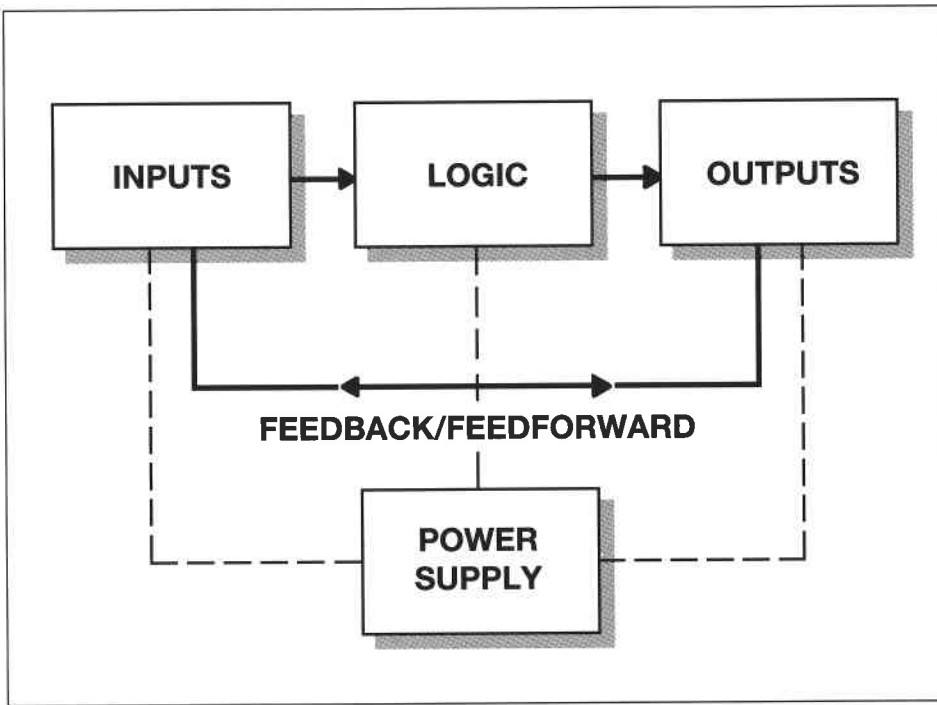 INPUTS
LOGIC
OUTPUTS
FEEDBACK/FEEDFORWARD
POWER
SUPPLY